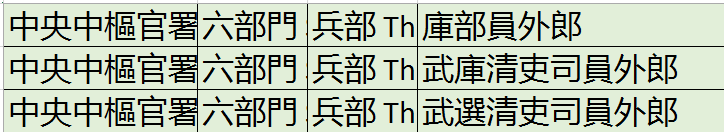 中央中樞官署 六部門 兵部 Th 庫部員外郎
中央中樞官署 六部門 兵部 Th 武庫清吏司員外郎
中央中樞官署 六部門 兵部 Th 武選清吏司員外郎